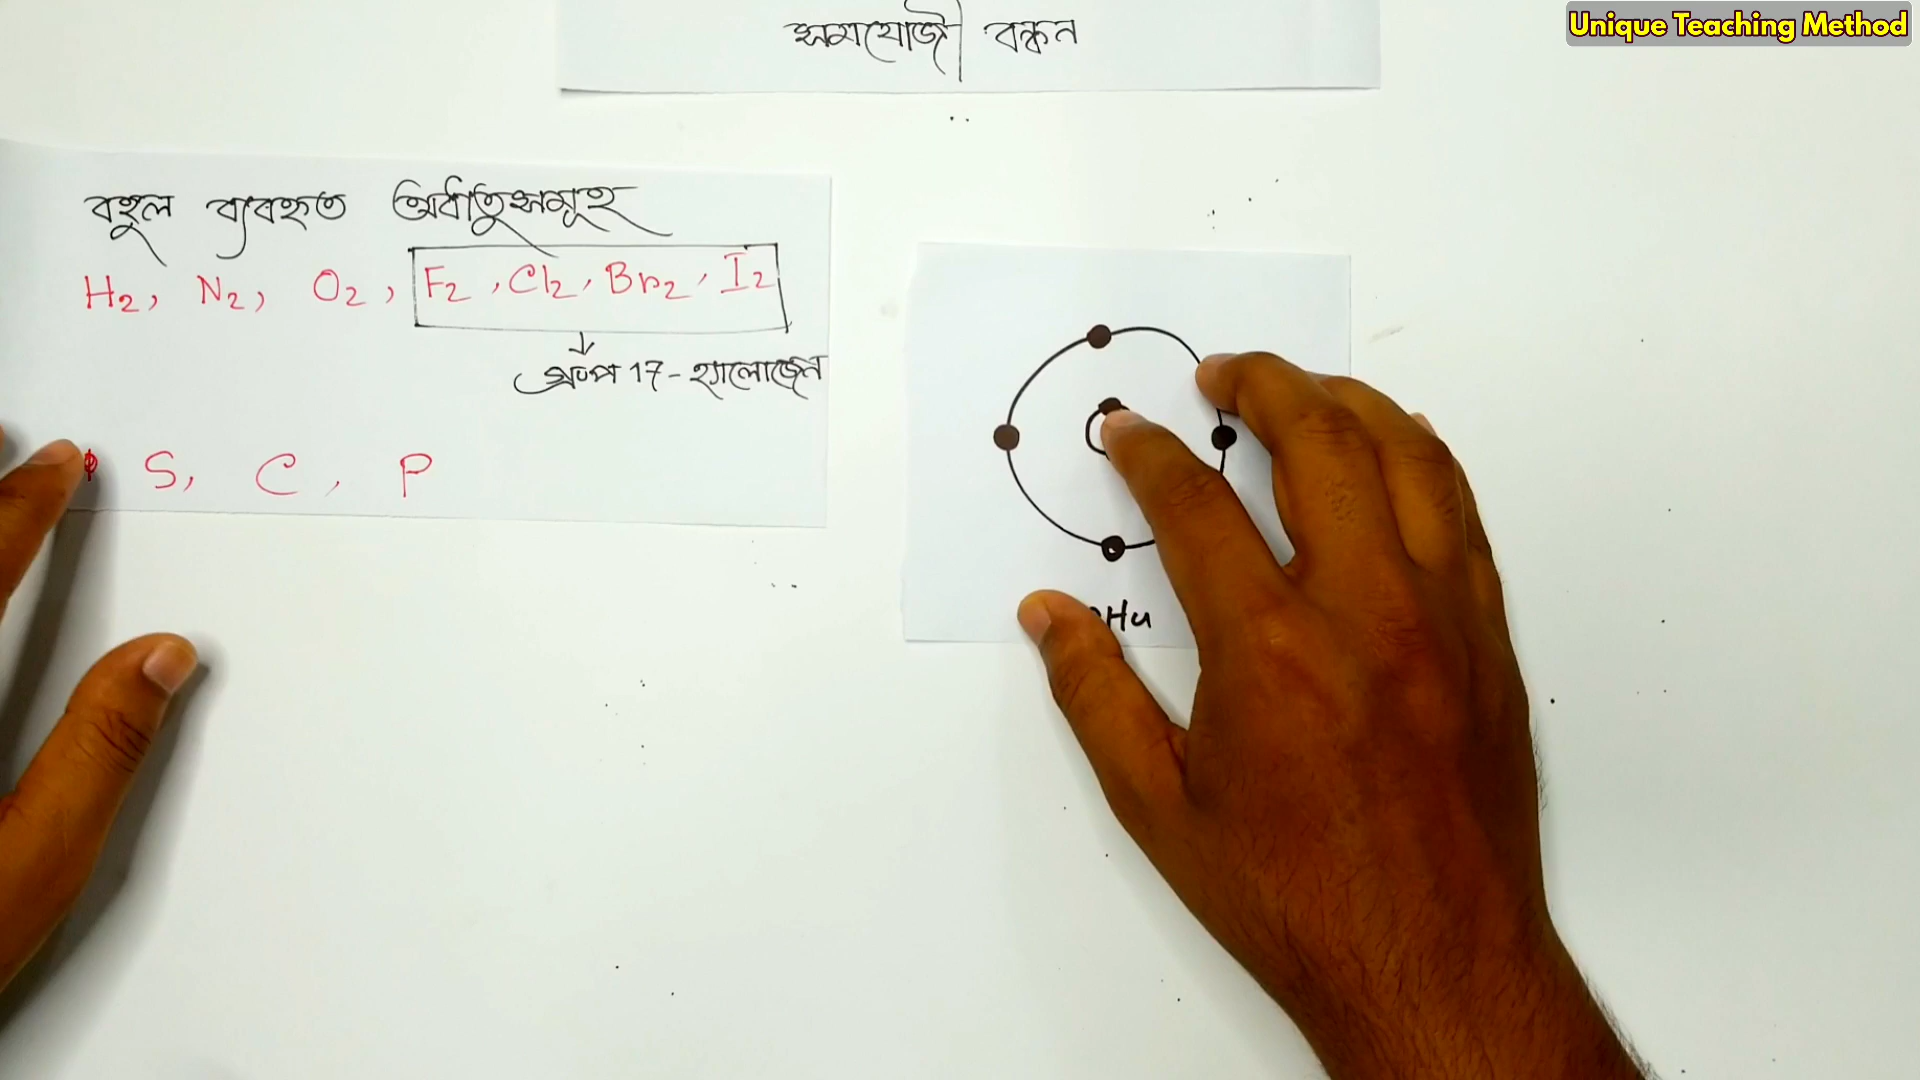 Unique Teaching Method
সমযোজী বন্ধন
বহুল ব্যবহৃত অধাতুসমূহ
H₂, N₂, O₂, F₂, Cl₂, Br₂, I₂
↓
গ্রুপ 17 - হ্যালোজেন
S, C, P